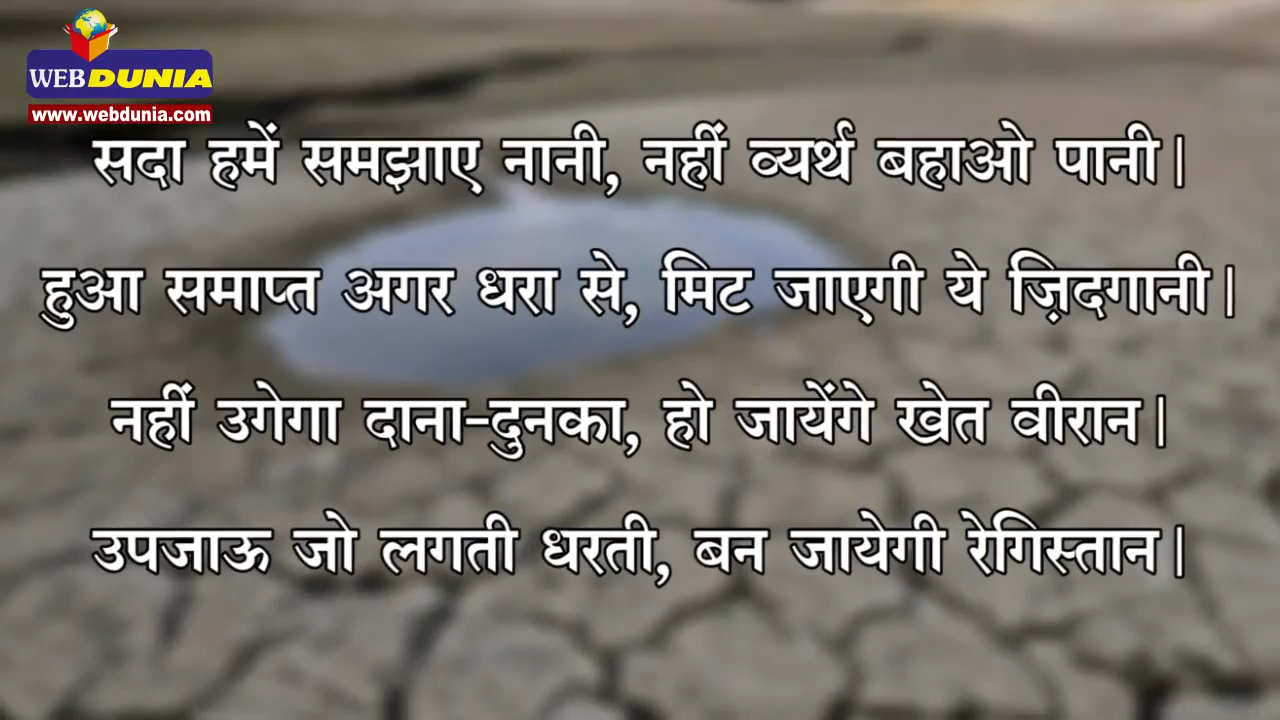 WEBDUNIA
www.webdunia.com
सदा हमें समझाए नानी, नहीं व्यर्थ बहाओ पानी।
हुआ समाप्त अगर धरा से, मिट जाएगी ये ज़िदगानी।
नहीं उगेगा दाना-दुनका, हो जायेंगे खेत वीरान।
उपजाऊ जो लगती धरती, बन जायेगी रेगिस्तान।